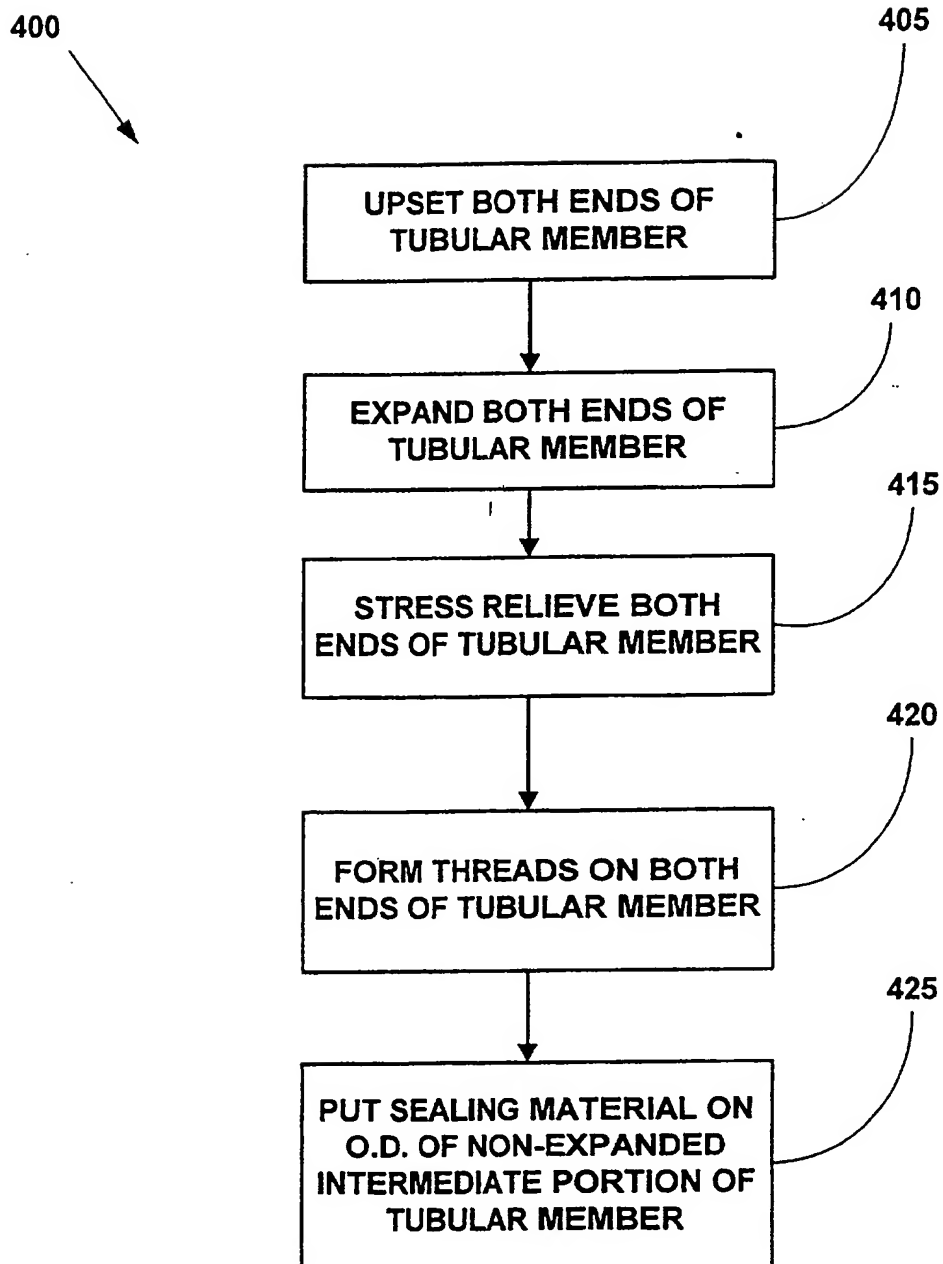 400
405
UPSET BOTH ENDS OF
TUBULAR MEMBER
410
EXPAND BOTH ENDS OF
TUBULAR MEMBER
415
STRESS RELIEVE BOTH
ENDS OF TUBULAR MEMBER
420
FORM THREADS ON BOTH
ENDS OF TUBULAR MEMBER
425
PUT SEALING MATERIAL ON
O.D. OF NON-EXPANDED
INTERMEDIATE PORTION OF
TUBULAR MEMBER